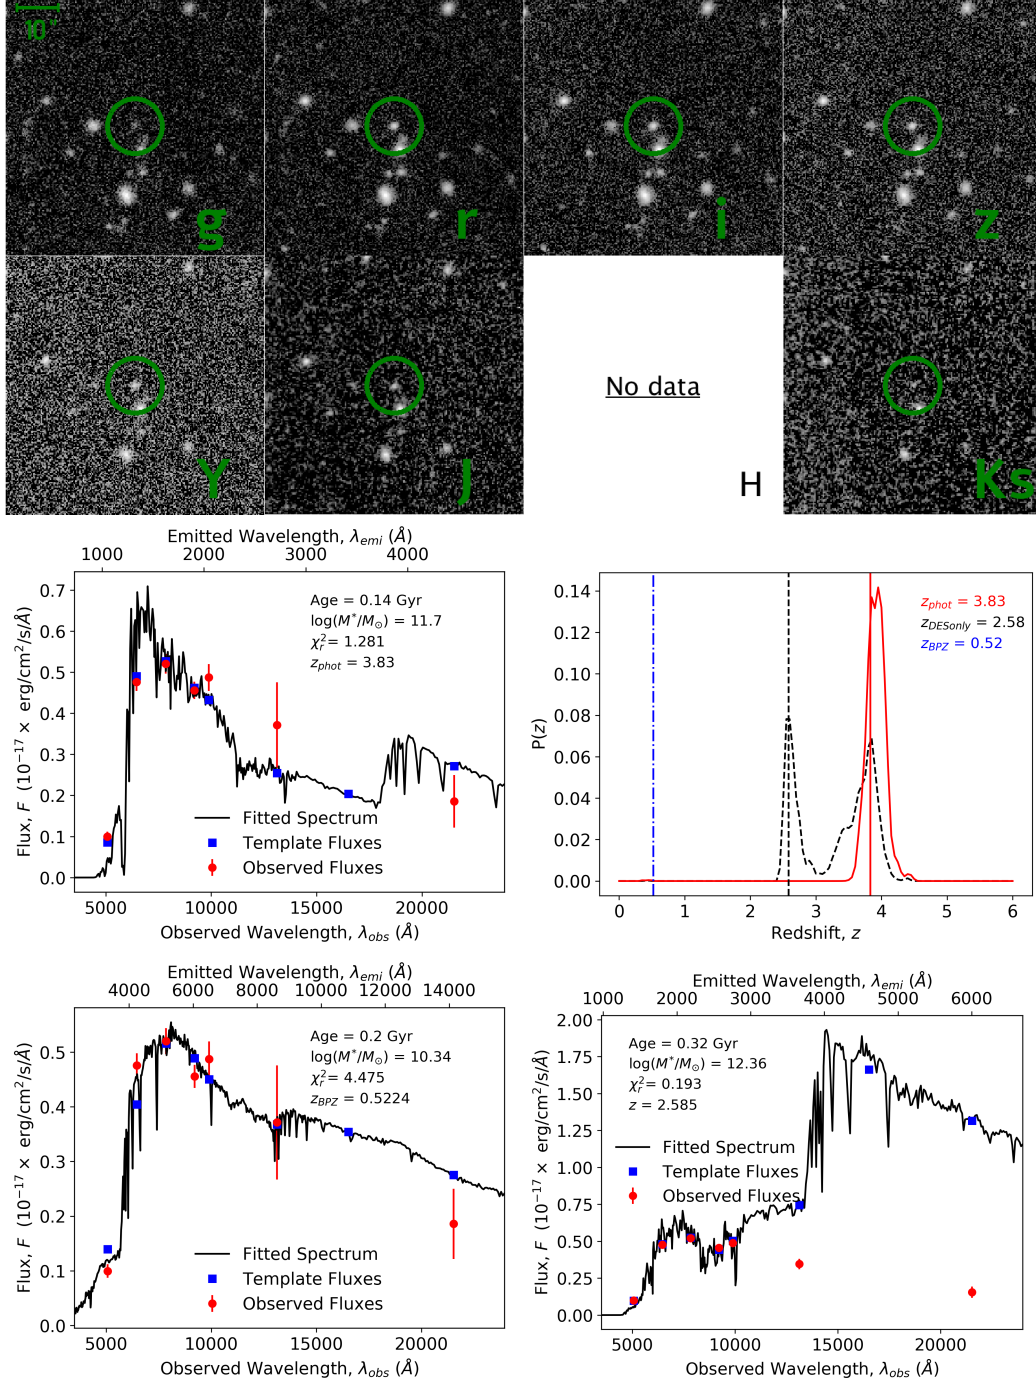 10"
g
r
i
z
Y
J
No data
H
Ks
Emitted Wavelength, λemi (Å)
1000 2000 3000 4000
Flux, F (10⁻¹⁷ × erg/cm²/s/Å)
0.7
0.6
0.5
0.4
0.3
0.2
0.1
0.0
Age = 0.14 Gyr
log(M*/M⊙) = 11.7
χr²= 1.281
zphot = 3.83
Fitted Spectrum
Template Fluxes
Observed Fluxes
5000 10000 15000 20000
Observed Wavelength, λobs (Å)
P(z)
0.14
0.12
0.10
0.08
0.06
0.04
0.02
0.00
zphot = 3.83
zDESonly = 2.58
zBPZ = 0.52
0 1 2 3 4 5 6
Redshift, z
Emitted Wavelength, λemi (Å)
4000 6000 8000 10000 12000 14000
Flux, F (10⁻¹⁷ × erg/cm²/s/Å)
0.5
0.4
0.3
0.2
0.1
0.0
Age = 0.2 Gyr
log(M*/M⊙) = 10.34
χr²= 4.475
zBPZ = 0.5224
Fitted Spectrum
Template Fluxes
Observed Fluxes
5000 10000 15000 20000
Observed Wavelength, λobs (Å)
Emitted Wavelength, λemi (Å)
1000 2000 3000 4000 5000 6000
Flux, F (10⁻¹⁷ × erg/cm²/s/Å)
2.00
1.75
1.50
1.25
1.00
0.75
0.50
0.25
0.00
Age = 0.32 Gyr
log(M*/M⊙) = 12.36
χr²= 0.193
z = 2.585
Fitted Spectrum
Template Fluxes
Observed Fluxes
5000 10000 15000 20000
Observed Wavelength, λobs (Å)